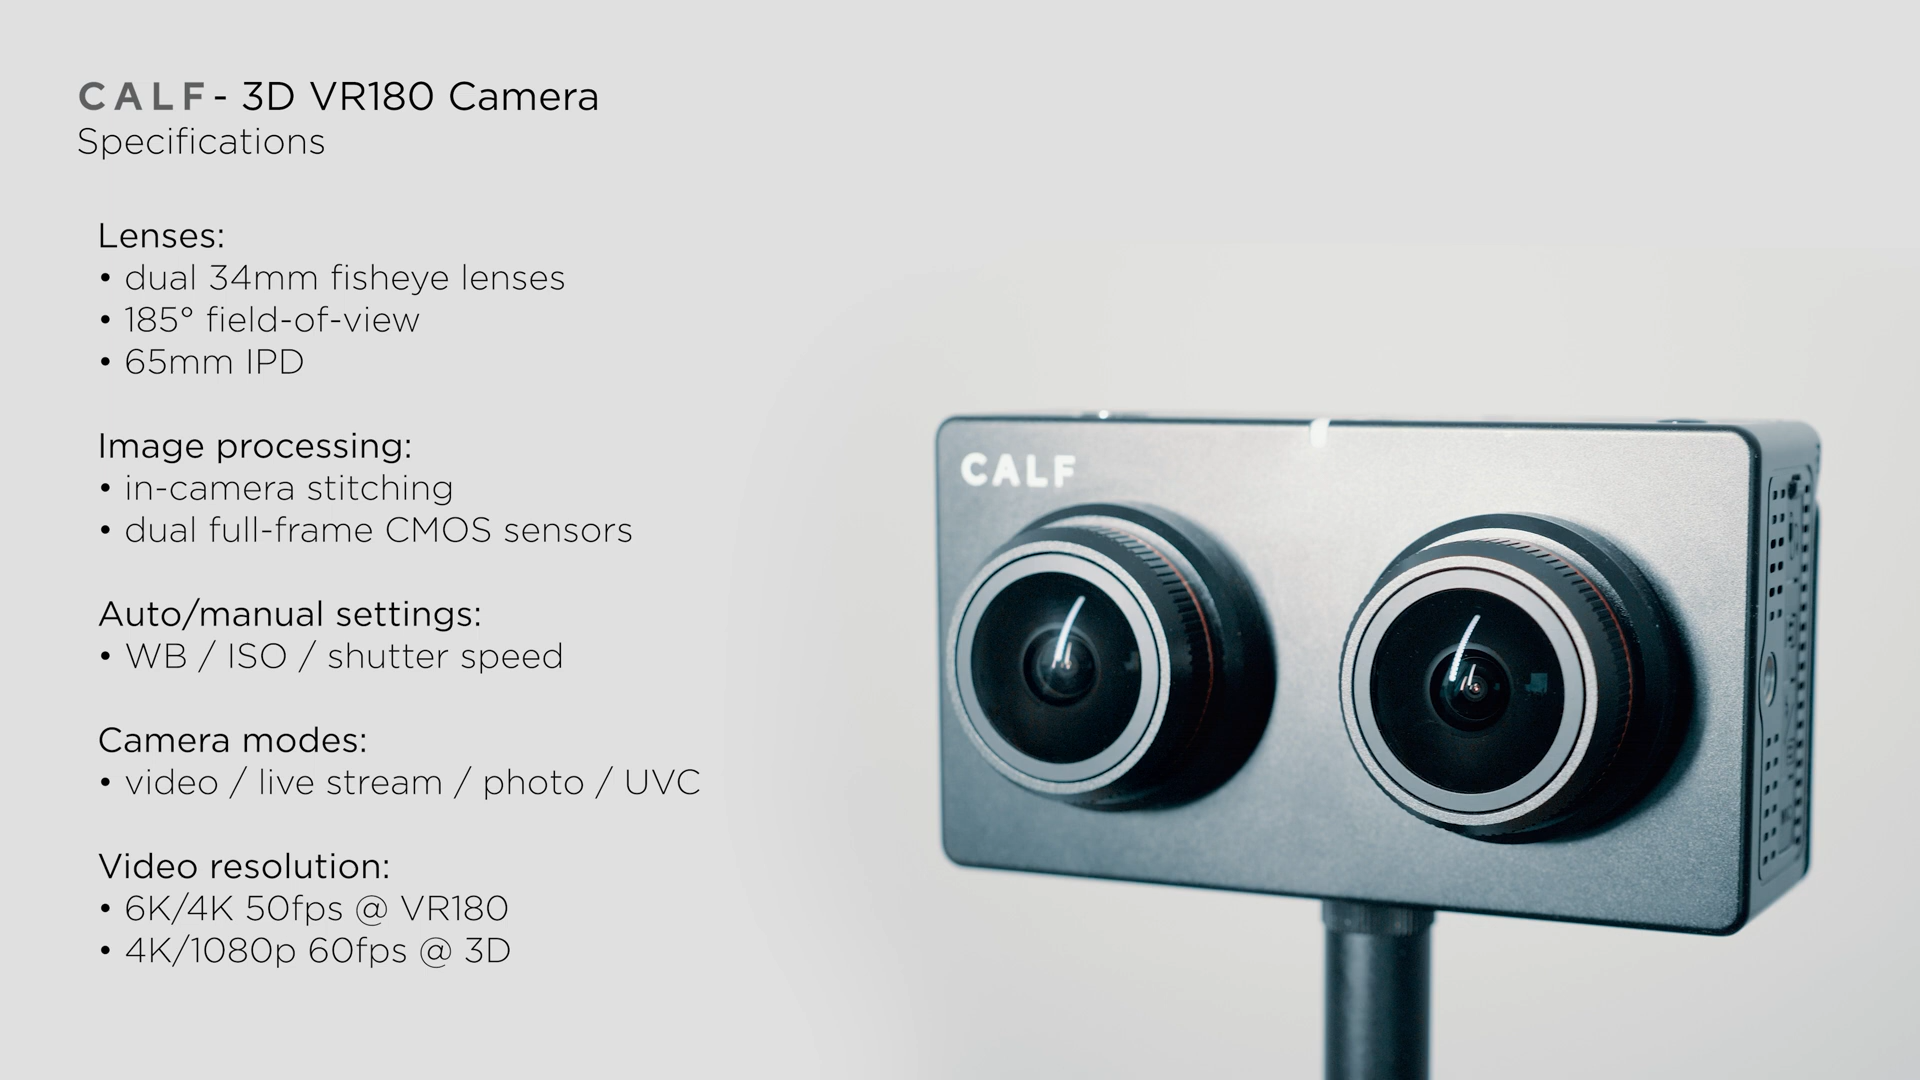 CALF - 3D VR180 Camera
Specifications
Lenses:
• dual 34mm fisheye lenses
• 185° field-of-view
• 65mm IPD
Image processing:
• in-camera stitching
• dual full-frame CMOS sensors
Auto/manual settings:
• WB / ISO / shutter speed
Camera modes:
• video / live stream / photo / UVC
Video resolution:
• 6K/4K 50fps @ VR180
• 4K/1080p 60fps @ 3D
CALF